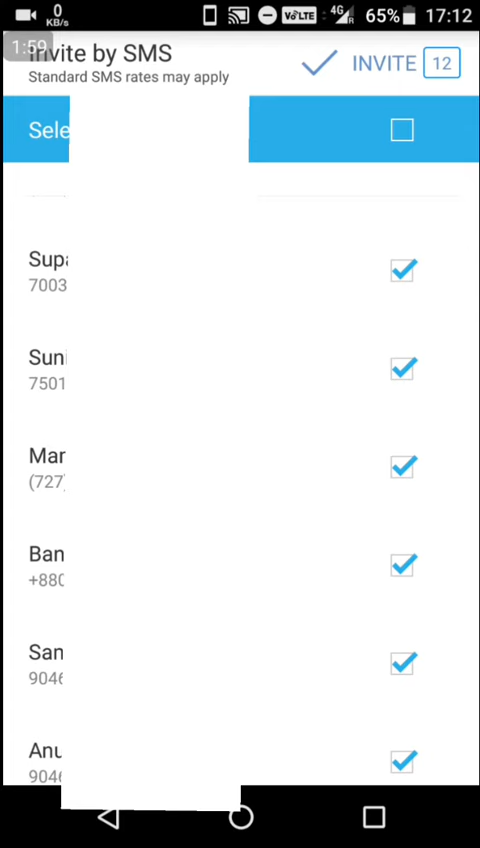 0
KB/s
VoLTE
4G
R
65%
17:12
1:59
Invite by SMS
Standard SMS rates may apply
INVITE
12
Sele
Supa
7003
Suni
7501
Mar
(727)
Ban
+880
San
9046
Anu
9046